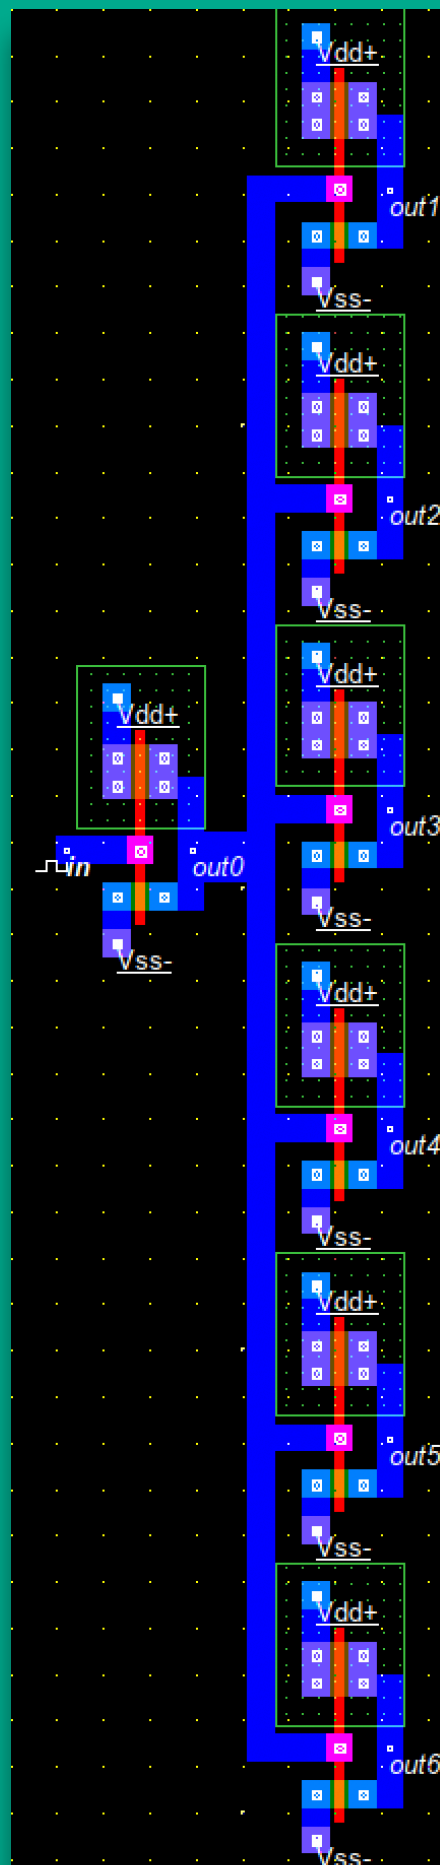 Vdd+
out1
Vss-
Vdd+
out2
Vss-
Vdd+
out3
Vss-
Vdd+
in
out0
Vss-
Vdd+
out4
Vss-
Vdd+
out5
Vss-
Vdd+
out6
Vss-